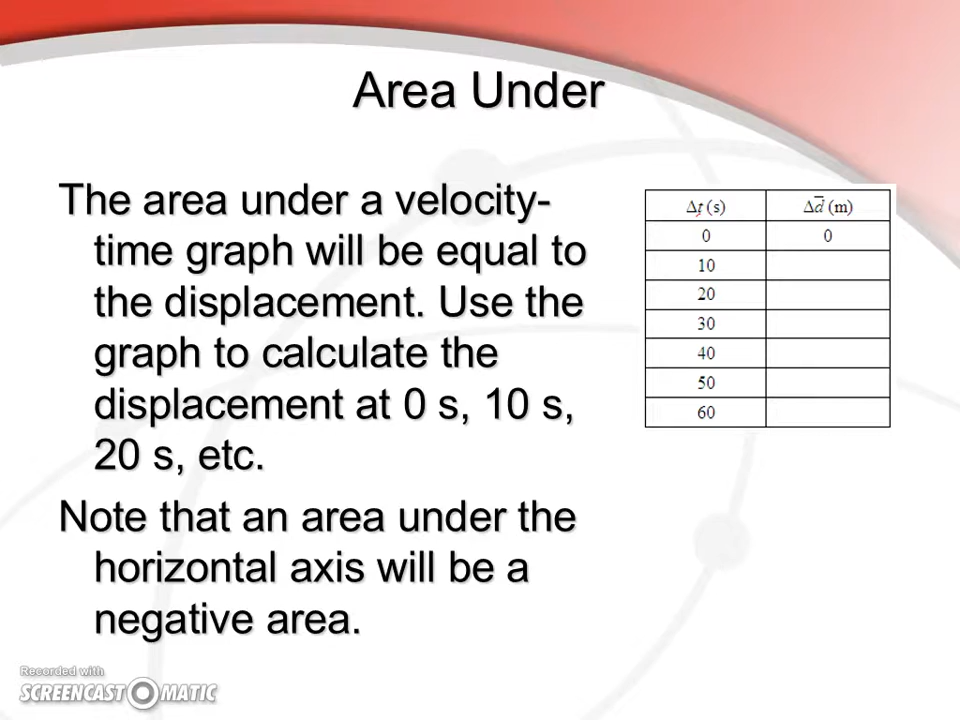 Area Under
The area under a velocity-
time graph will be equal to
the displacement. Use the
graph to calculate the
displacement at 0 s, 10 s,
20 s, etc.
Note that an area under the
horizontal axis will be a
negative area.
Δt (s) Δd⃗ (m)
0 0
10
20
30
40
50
60
Recorded with
SCREENCAST O MATIC